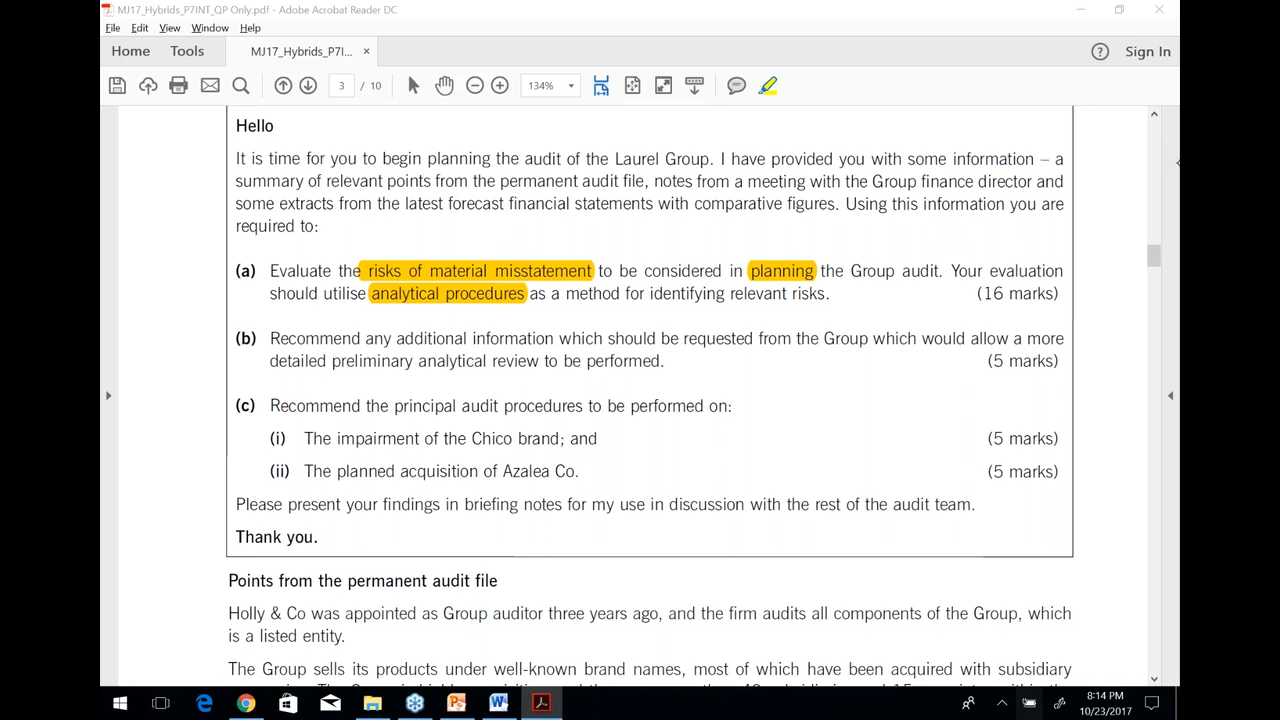 MJ17_Hybrids_P7INT_QP Only.pdf - Adobe Acrobat Reader DC
File Edit View Window Help
Home Tools MJ17_Hybrids_P7I... × Sign In
3 / 10 134%
Hello
It is time for you to begin planning the audit of the Laurel Group. I have provided you with some information – a
summary of relevant points from the permanent audit file, notes from a meeting with the Group finance director and
some extracts from the latest forecast financial statements with comparative figures. Using this information you are
required to:
(a) Evaluate the risks of material misstatement to be considered in planning the Group audit. Your evaluation
should utilise analytical procedures as a method for identifying relevant risks. (16 marks)
(b) Recommend any additional information which should be requested from the Group which would allow a more
detailed preliminary analytical review to be performed. (5 marks)
(c) Recommend the principal audit procedures to be performed on:
(i) The impairment of the Chico brand; and (5 marks)
(ii) The planned acquisition of Azalea Co. (5 marks)
Please present your findings in briefing notes for my use in discussion with the rest of the audit team.
Thank you.
Points from the permanent audit file
Holly & Co was appointed as Group auditor three years ago, and the firm audits all components of the Group, which
is a listed entity.
The Group sells its products under well-known brand names, most of which have been acquired with subsidiary
8:14 PM
10/23/2017